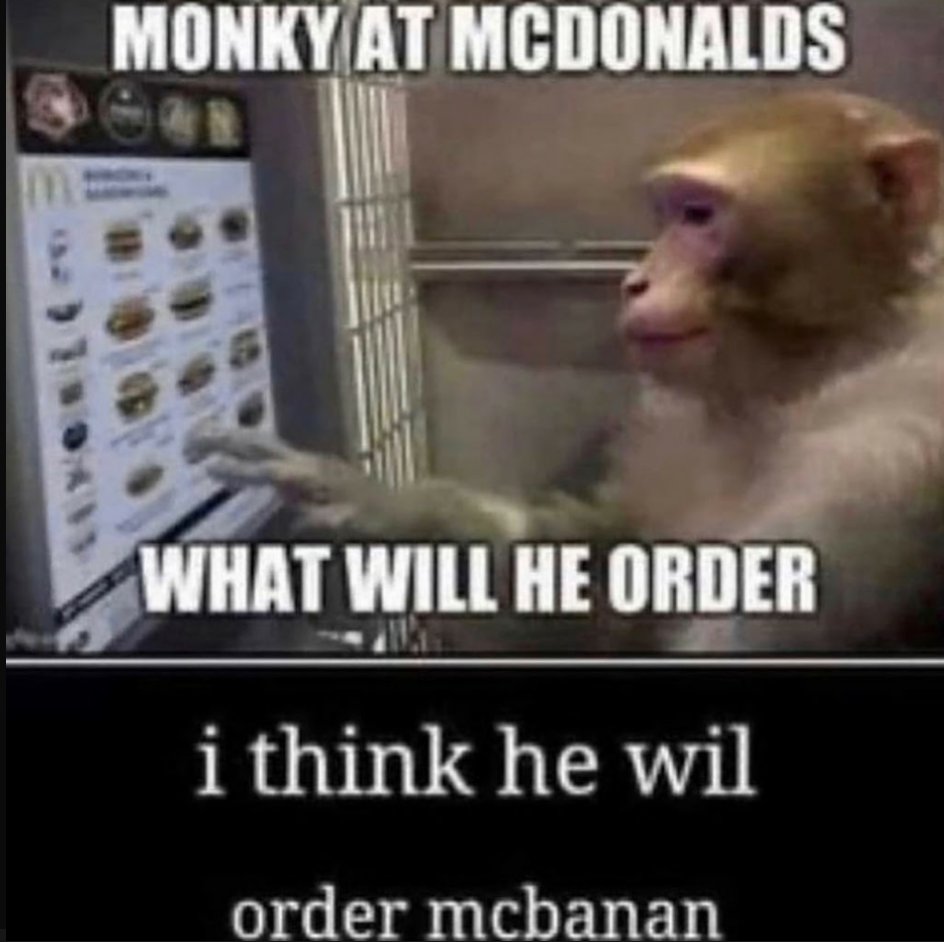 MONKY AT MCDONALDS
WHAT WILL HE ORDER
i think he wil
order mcbanan